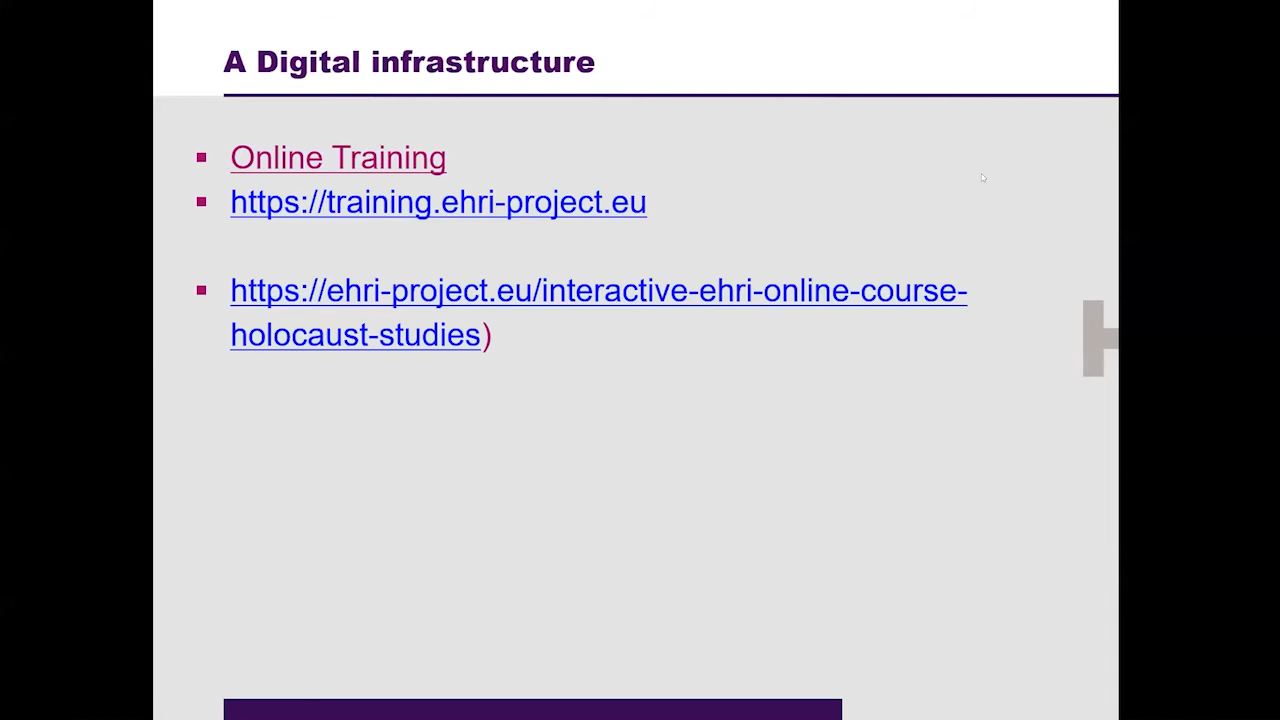 A Digital infrastructure
Online Training
https://training.ehri-project.eu
https://ehri-project.eu/interactive-ehri-online-course-
holocaust-studies)
H